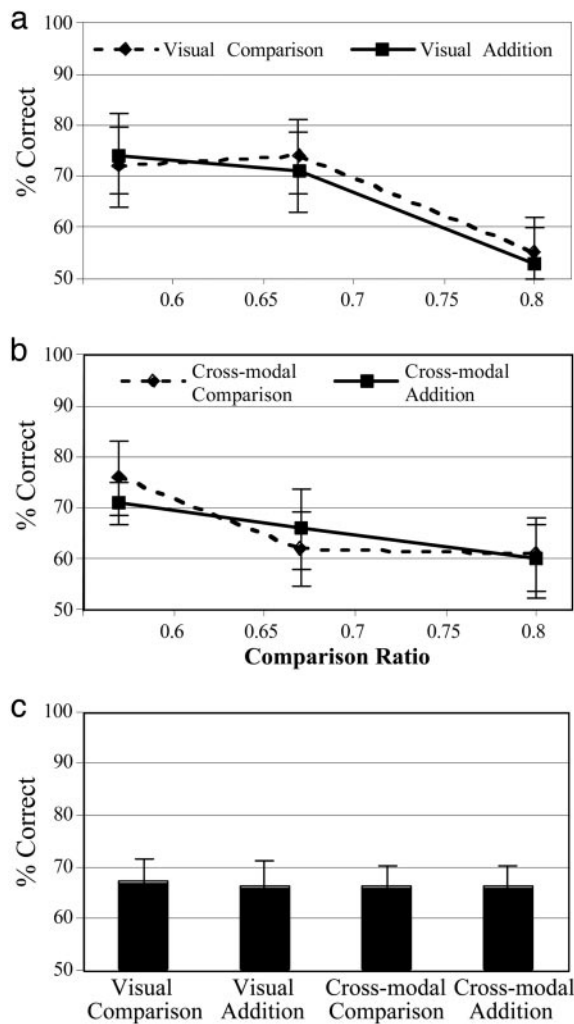 a
100
90
80
70
60
50
% Correct
Visual Comparison
Visual Addition
0.6 0.65 0.7 0.75 0.8
b
100
90
80
70
60
50
% Correct
Cross-modal
Comparison
Cross-modal
Addition
0.6 0.65 0.7 0.75 0.8
Comparison Ratio
c
100
90
80
70
60
50
% Correct
Visual
Comparison
Visual
Addition
Cross-modal
Comparison
Cross-modal
Addition